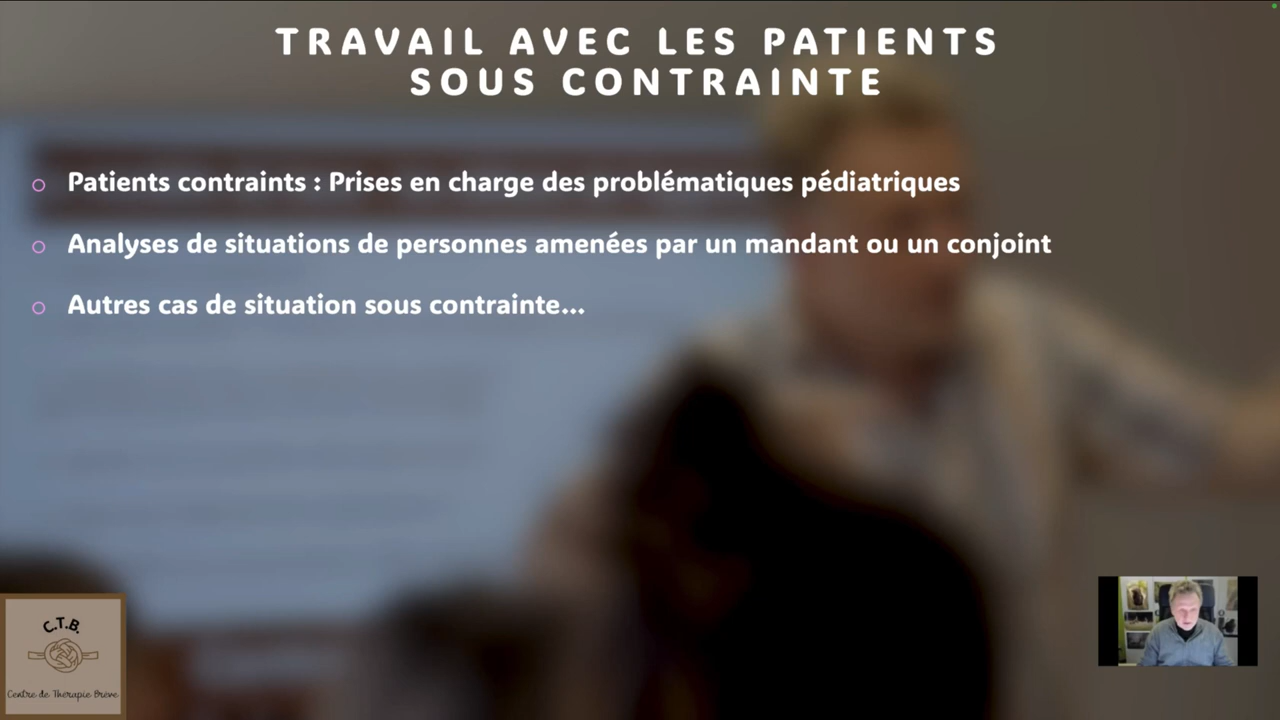 TRAVAIL AVEC LES PATIENTS
SOUS CONTRAINTE
Patients contraints : Prises en charge des problématiques pédiatriques
Analyses de situations de personnes amenées par un mandant ou un conjoint
Autres cas de situation sous contrainte...
C.T.B.
Centre de Thérapie Brève